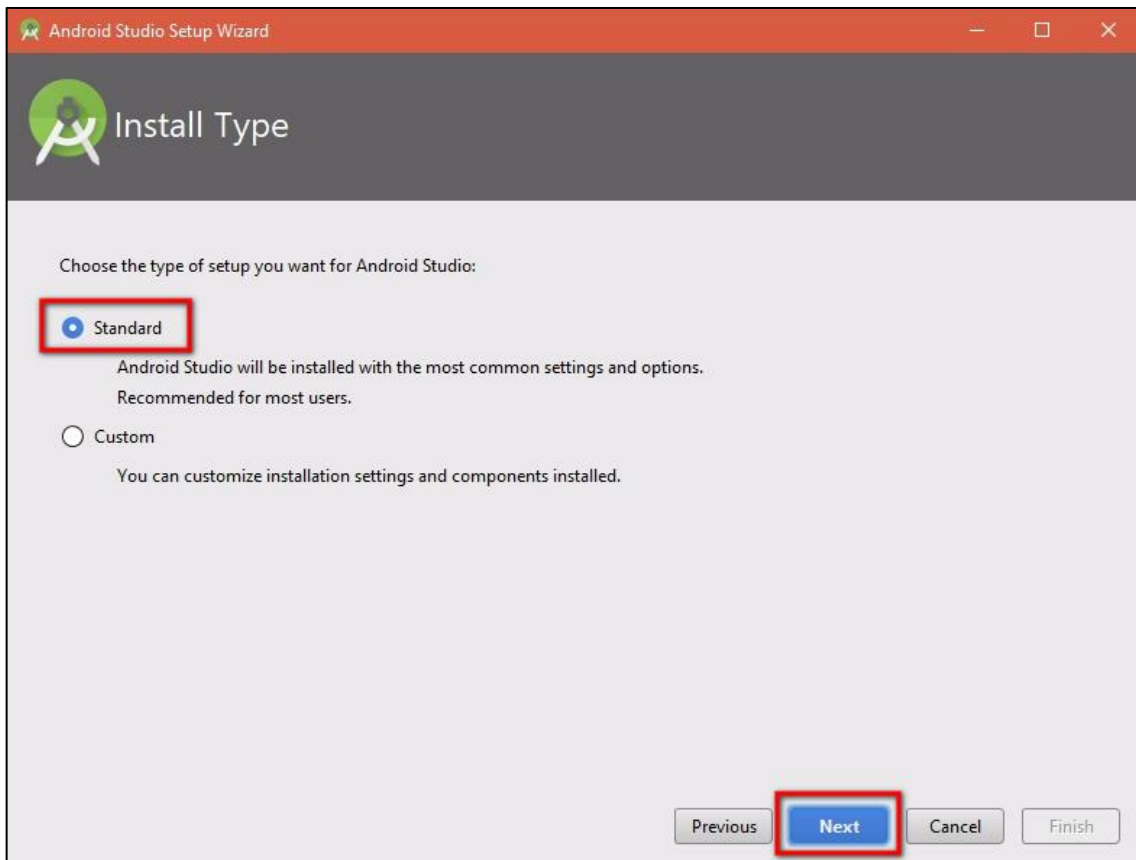 Android Studio Setup Wizard
Install Type
Choose the type of setup you want for Android Studio:
Standard
Android Studio will be installed with the most common settings and options.
Recommended for most users.
Custom
You can customize installation settings and components installed.
Previous Next Cancel Finish